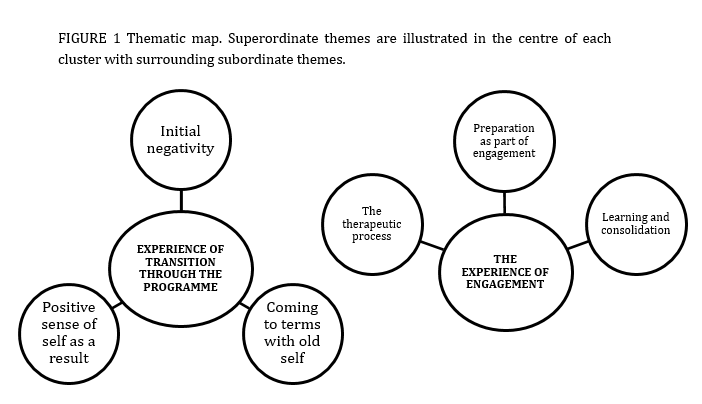 FIGURE 1 Thematic map. Superordinate themes are illustrated in the centre of each
cluster with surrounding subordinate themes.
Initial
negativity
EXPERIENCE OF
TRANSITION
THROUGH THE
PROGRAMME
Positive
sense of
self as a
result
Coming
to terms
with old
self
Preparation
as part of
engagement
The
therapeutic
process
Learning and
consolidation
THE
EXPERIENCE OF
ENGAGEMENT